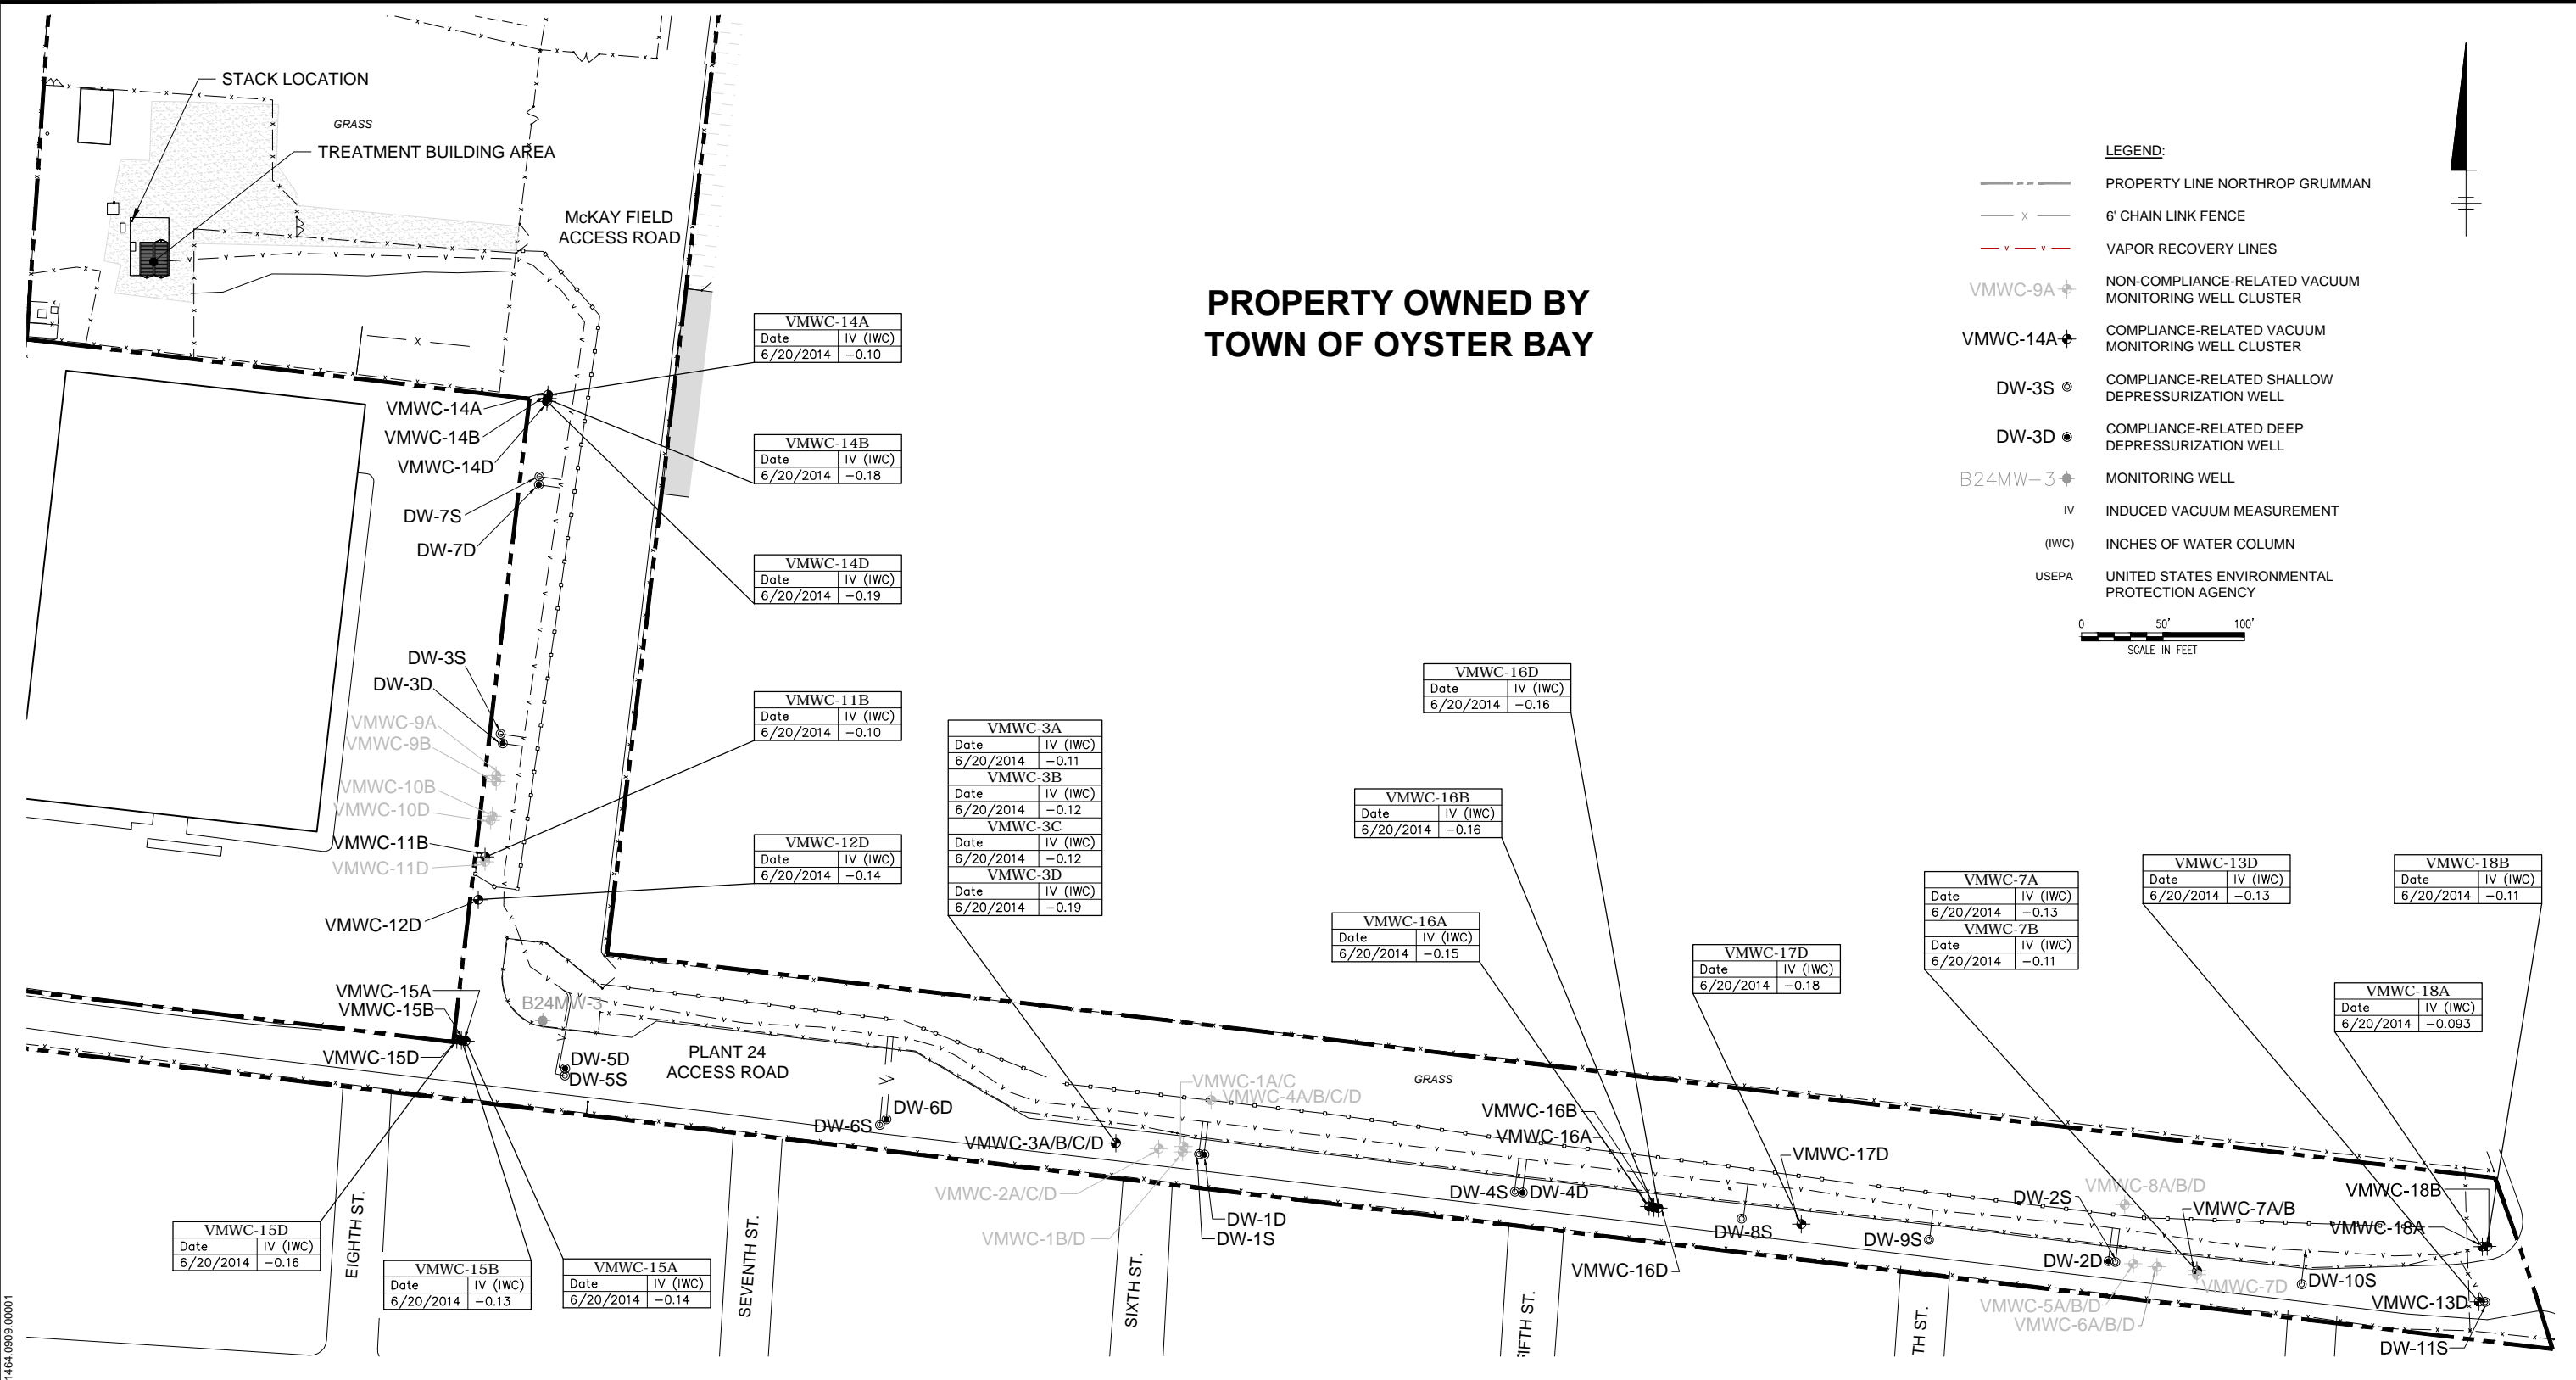 STACK LOCATION
GRASS
TREATMENT BUILDING AREA
McKAY FIELD
ACCESS ROAD
PROPERTY OWNED BY
TOWN OF OYSTER BAY
LEGEND:
PROPERTY LINE NORTHROP GRUMMAN
X
6' CHAIN LINK FENCE
V V
VAPOR RECOVERY LINES
VMWC-9A
NON-COMPLIANCE-RELATED VACUUM
MONITORING WELL CLUSTER
VMWC-14A
COMPLIANCE-RELATED VACUUM
MONITORING WELL CLUSTER
DW-3S
COMPLIANCE-RELATED SHALLOW
DEPRESSURIZATION WELL
DW-3D
COMPLIANCE-RELATED DEEP
DEPRESSURIZATION WELL
B24MW-3
MONITORING WELL
IV
INDUCED VACUUM MEASUREMENT
(IWC)
INCHES OF WATER COLUMN
USEPA
UNITED STATES ENVIRONMENTAL
PROTECTION AGENCY
0 50' 100'
SCALE IN FEET
X
VMWC-14A
Date IV (IWC)
6/20/2014 -0.10
VMWC-14A
VMWC-14B
VMWC-14D
VMWC-14B
Date IV (IWC)
6/20/2014 -0.18
DW-7S
DW-7D
VMWC-14D
Date IV (IWC)
6/20/2014 -0.19
DW-3S
DW-3D
VMWC-9A
VMWC-9B
VMWC-10B
VMWC-10D
VMWC-11B
VMWC-11D
VMWC-12D
VMWC-11B
Date IV (IWC)
6/20/2014 -0.10
VMWC-12D
Date IV (IWC)
6/20/2014 -0.14
VMWC-3A
Date IV (IWC)
6/20/2014 -0.11
VMWC-3B
Date IV (IWC)
6/20/2014 -0.12
VMWC-3C
Date IV (IWC)
6/20/2014 -0.12
VMWC-3D
Date IV (IWC)
6/20/2014 -0.19
VMWC-16D
Date IV (IWC)
6/20/2014 -0.16
VMWC-16B
Date IV (IWC)
6/20/2014 -0.16
VMWC-16A
Date IV (IWC)
6/20/2014 -0.15
VMWC-17D
Date IV (IWC)
6/20/2014 -0.18
VMWC-7A
Date IV (IWC)
6/20/2014 -0.13
VMWC-7B
Date IV (IWC)
6/20/2014 -0.11
VMWC-13D
Date IV (IWC)
6/20/2014 -0.13
VMWC-18B
Date IV (IWC)
6/20/2014 -0.11
VMWC-18A
Date IV (IWC)
6/20/2014 -0.093
VMWC-15A
VMWC-15B
VMWC-15D
B24MW-3
DW-5D
DW-5S
PLANT 24
ACCESS ROAD
DW-6D
DW-6S
VMWC-3A/B/C/D
VMWC-1A/C
VMWC-4A/B/C/D
VMWC-2A/C/D
VMWC-1B/D
DW-1D
DW-1S
GRASS
VMWC-16B
VMWC-16A
DW-4S
DW-4D
VMWC-16D
VMWC-17D
DW-8S
DW-9S
DW-2S
DW-2D
VMWC-8A/B/D
VMWC-7A/B
VMWC-7D
VMWC-5A/B/D
VMWC-6A/B/D
VMWC-18B
VMWC-18A
DW-10S
VMWC-13D
DW-11S
VMWC-15D
Date IV (IWC)
6/20/2014 -0.16
VMWC-15B
Date IV (IWC)
6/20/2014 -0.13
VMWC-15A
Date IV (IWC)
6/20/2014 -0.14
EIGHTH ST.
SEVENTH ST.
SIXTH ST.
FIFTH ST.
TH ST.
1464.0909.00001